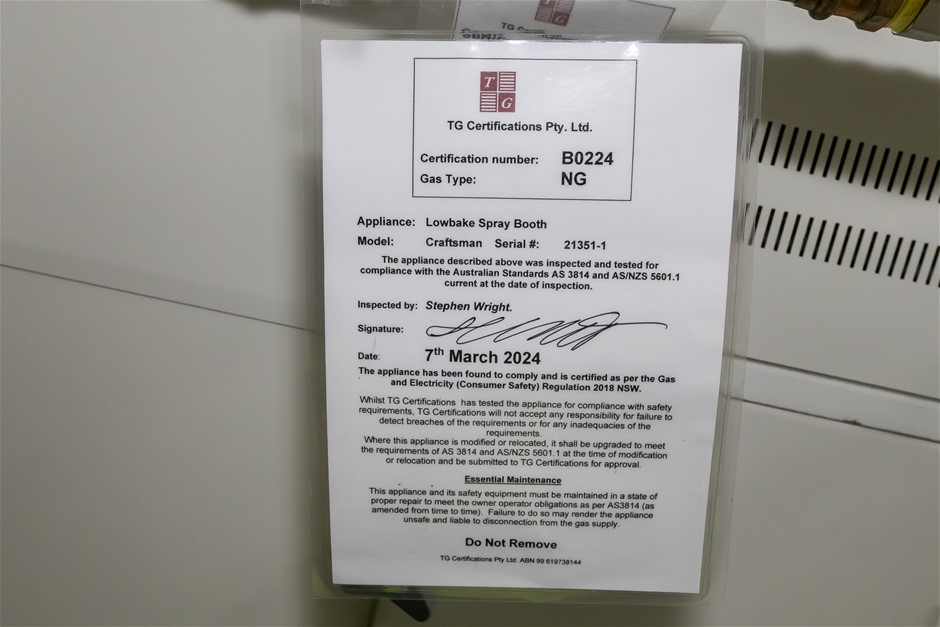 TG
NG
T
G
TG Certifications Pty. Ltd.
Certification number: B0224
Gas Type: NG
Appliance: Lowbake Spray Booth
Model: Craftsman Serial #: 21351-1
The appliance described above was inspected and tested for
compliance with the Australian Standards AS 3814 and AS/NZS 5601.1
current at the date of inspection.
Inspected by: Stephen Wright.
Signature:
Date: 7th March 2024
The appliance has been found to comply and is certified as per the Gas
and Electricity (Consumer Safety) Regulation 2018 NSW.
Whilst TG Certifications has tested the appliance for compliance with safety
requirements, TG Certifications will not accept any responsibility for failure to
detect breaches of the requirements or for any inadequacies of the
requirements.
Where this appliance is modified or relocated, it shall be upgraded to meet
the requirements of AS 3814 and AS/NZS 5601.1 at the time of modification
or relocation and be submitted to TG Certifications for approval.
Essential Maintenance
This appliance and its safety equipment must be maintained in a state of
proper repair to meet the owner operator obligations as per AS3814 (as
amended from time to time). Failure to do so may render the appliance
unsafe and liable to disconnection from the gas supply.
Do Not Remove
TG Certifications Pty Ltd. ABN 99 619738144